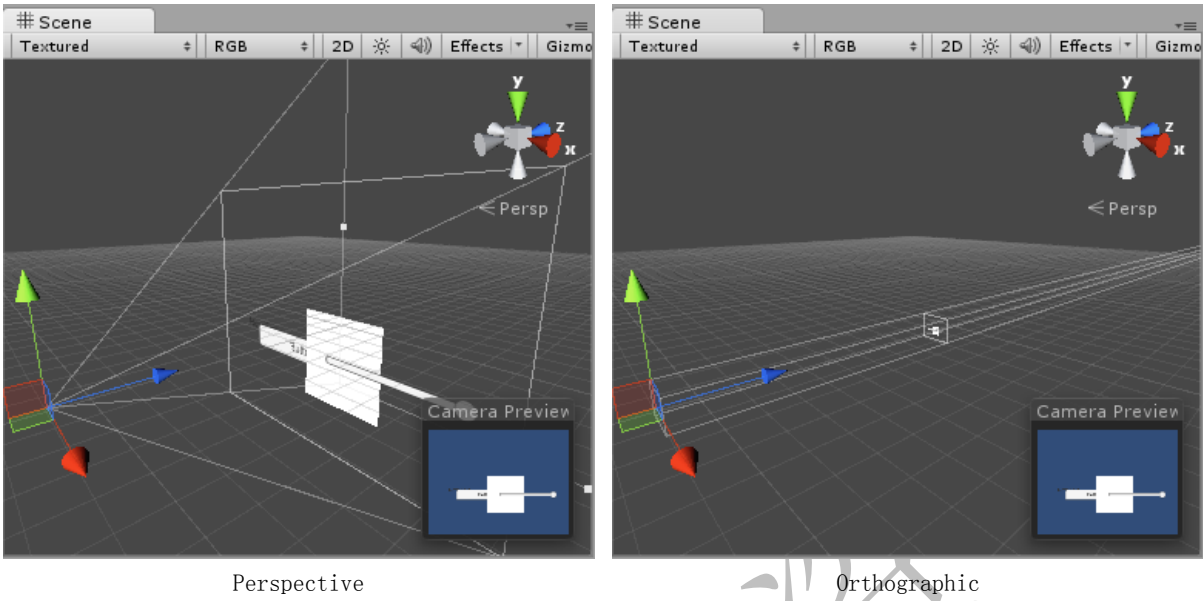 Scene
Textured RGB 2D Effects Gizmo
y
z
x
Persp
Camera Preview
Perspective
Scene
Textured RGB 2D Effects Gizmo
y
z
x
Persp
Camera Preview
Orthographic